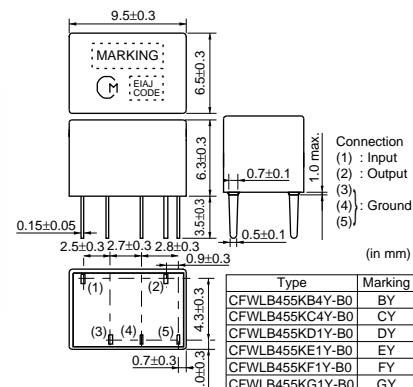 9.5±0.3
MARKING
EIAJ
CODE
6.5±0.3
6.3±0.3
3.5±0.3
0.15±0.05
2.5±0.3
2.7±0.3
2.8±0.3
0.9±0.3
0.7±0.1
1.0 max.
0.5±0.1
Connection
(1) : Input
(2) : Output
(3)
(4) : Ground
(5)
(in mm)
(1)
(2)
(3)
(4)
(5)
4.3±0.3
0.7±0.3
.0±0.3
Type Marking
CFWLB455KB4Y-B0 BY
CFWLB455KC4Y-B0 CY
CFWLB455KD1Y-B0 DY
CFWLB455KE1Y-B0 EY
CFWLB455KF1Y-B0 FY
CFWLB455KG1Y-B0 GY